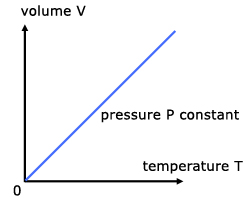 volume V
pressure P constant
temperature T
0